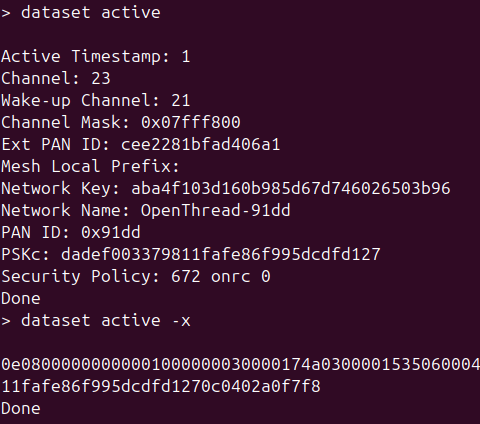 > dataset active
Active Timestamp: 1
Channel: 23
Wake-up Channel: 21
Channel Mask: 0x07fff800
Ext PAN ID: cee2281bfad406a1
Mesh Local Prefix:
Network Key: aba4f103d160b985d67d746026503b96
Network Name: OpenThread-91dd
PAN ID: 0x91dd
PSKc: dadef003379811fafe86f995dcdfd127
Security Policy: 672 onrc 0
Done
> dataset active -x
0e080000000000010000000300001​74a0300001535060004
11fafe86f995dcdfd1270c0402a0f7f8
Done